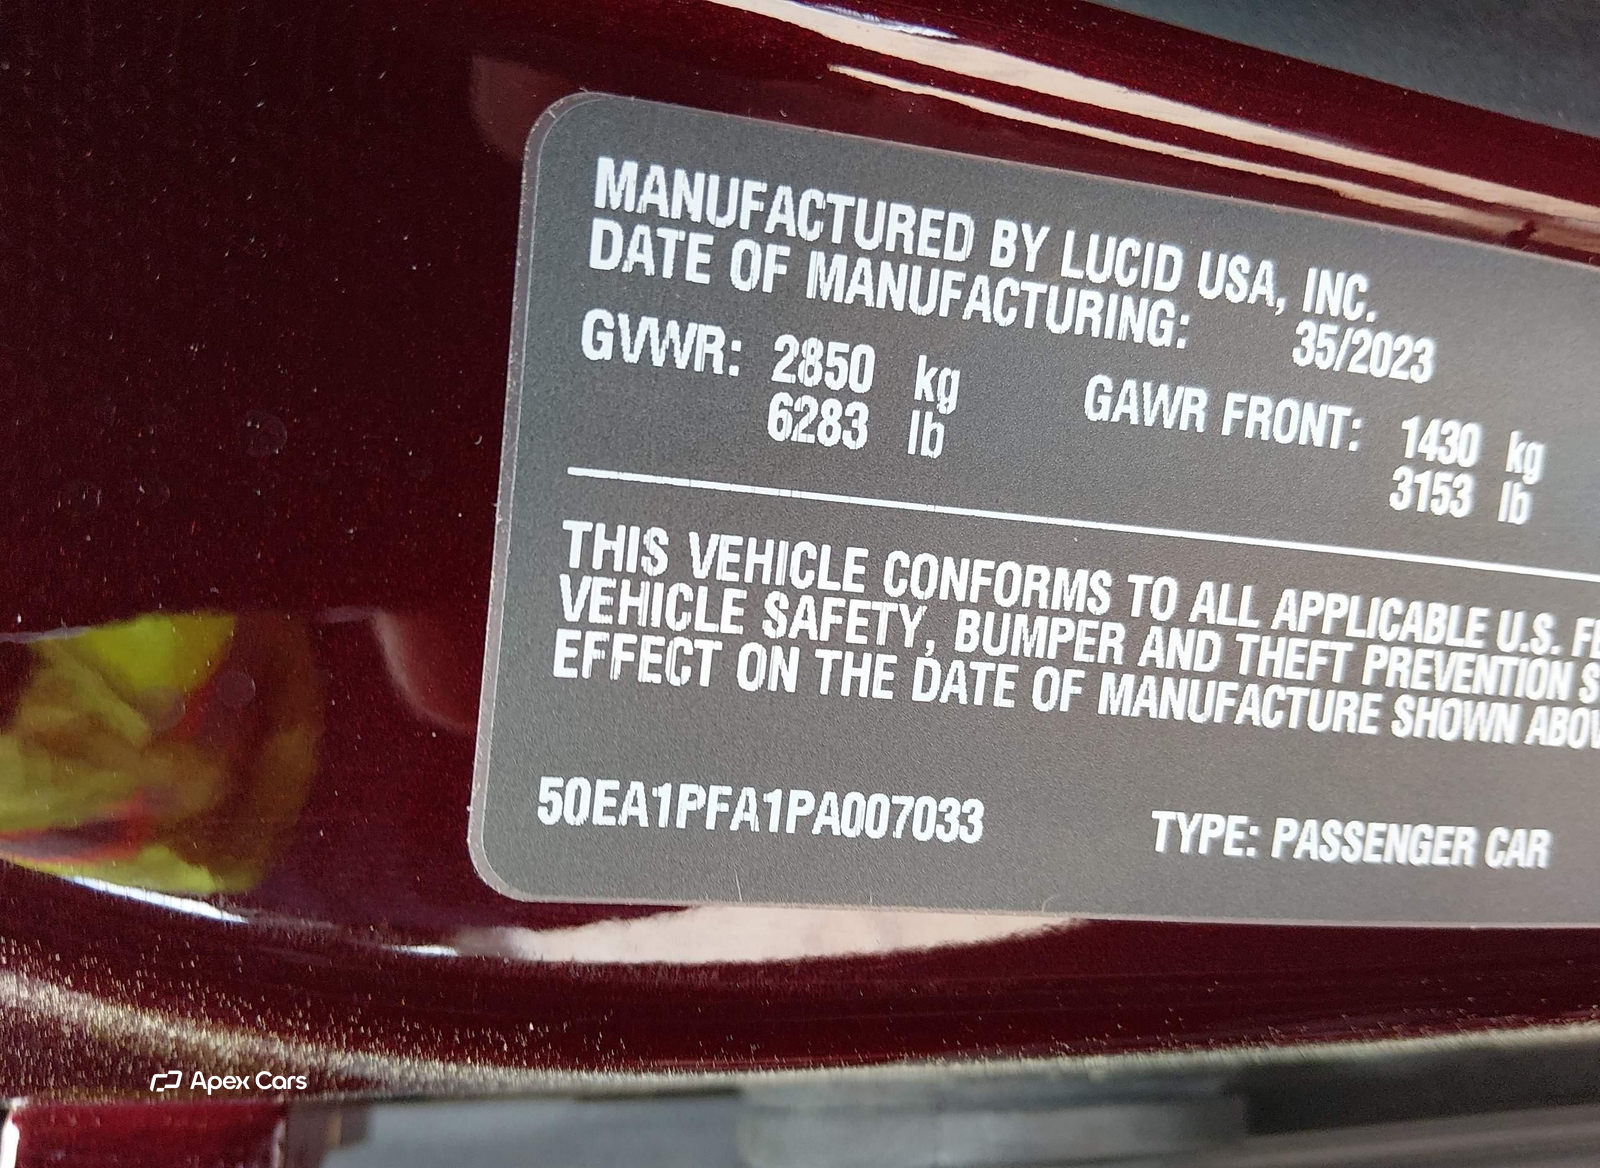 MANUFACTURED BY LUCID USA, INC.
DATE OF MANUFACTURING: 35/2023
GVWR: 2850 kg GAWR FRONT: 1430 kg
6283 lb 3153 lb
THIS VEHICLE CONFORMS TO ALL APPLICABLE U.S.
VEHICLE SAFETY, BUMPER AND THEFT PREVENTION
EFFECT ON THE DATE OF MANUFACTURE SHOWN
50EA1PFA1PA007033 TYPE: PASSENGER CAR
Apex Cars